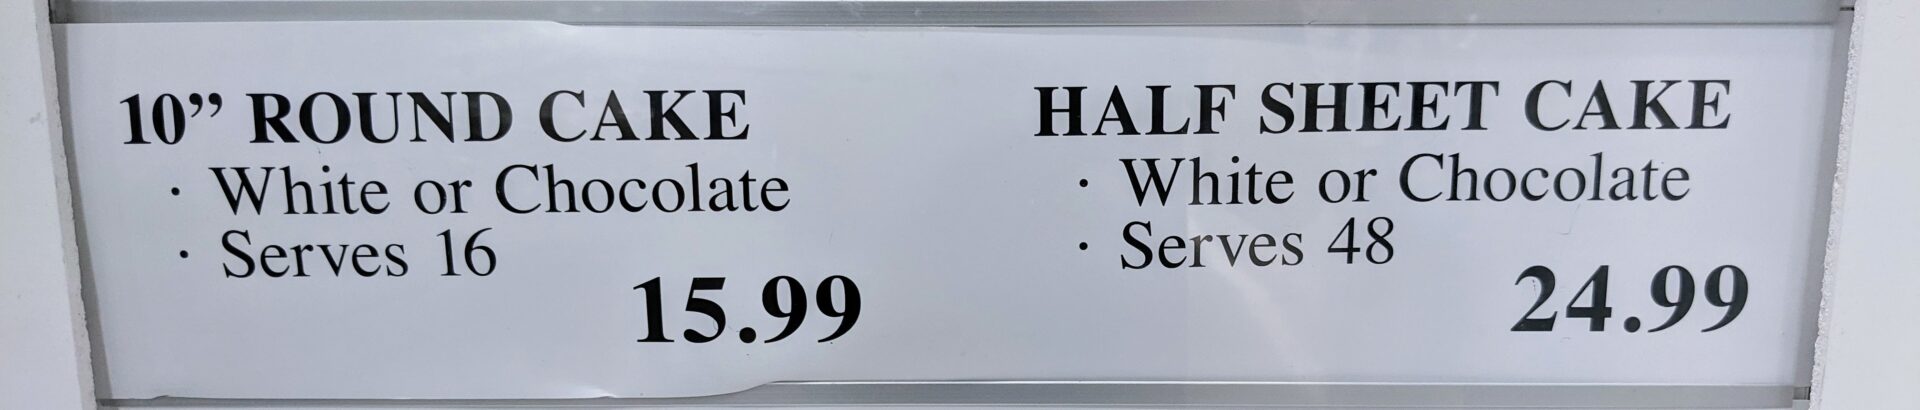 10” ROUND CAKE
· White or Chocolate
· Serves 16
15.99
HALF SHEET CAKE
· White or Chocolate
· Serves 48
24.99